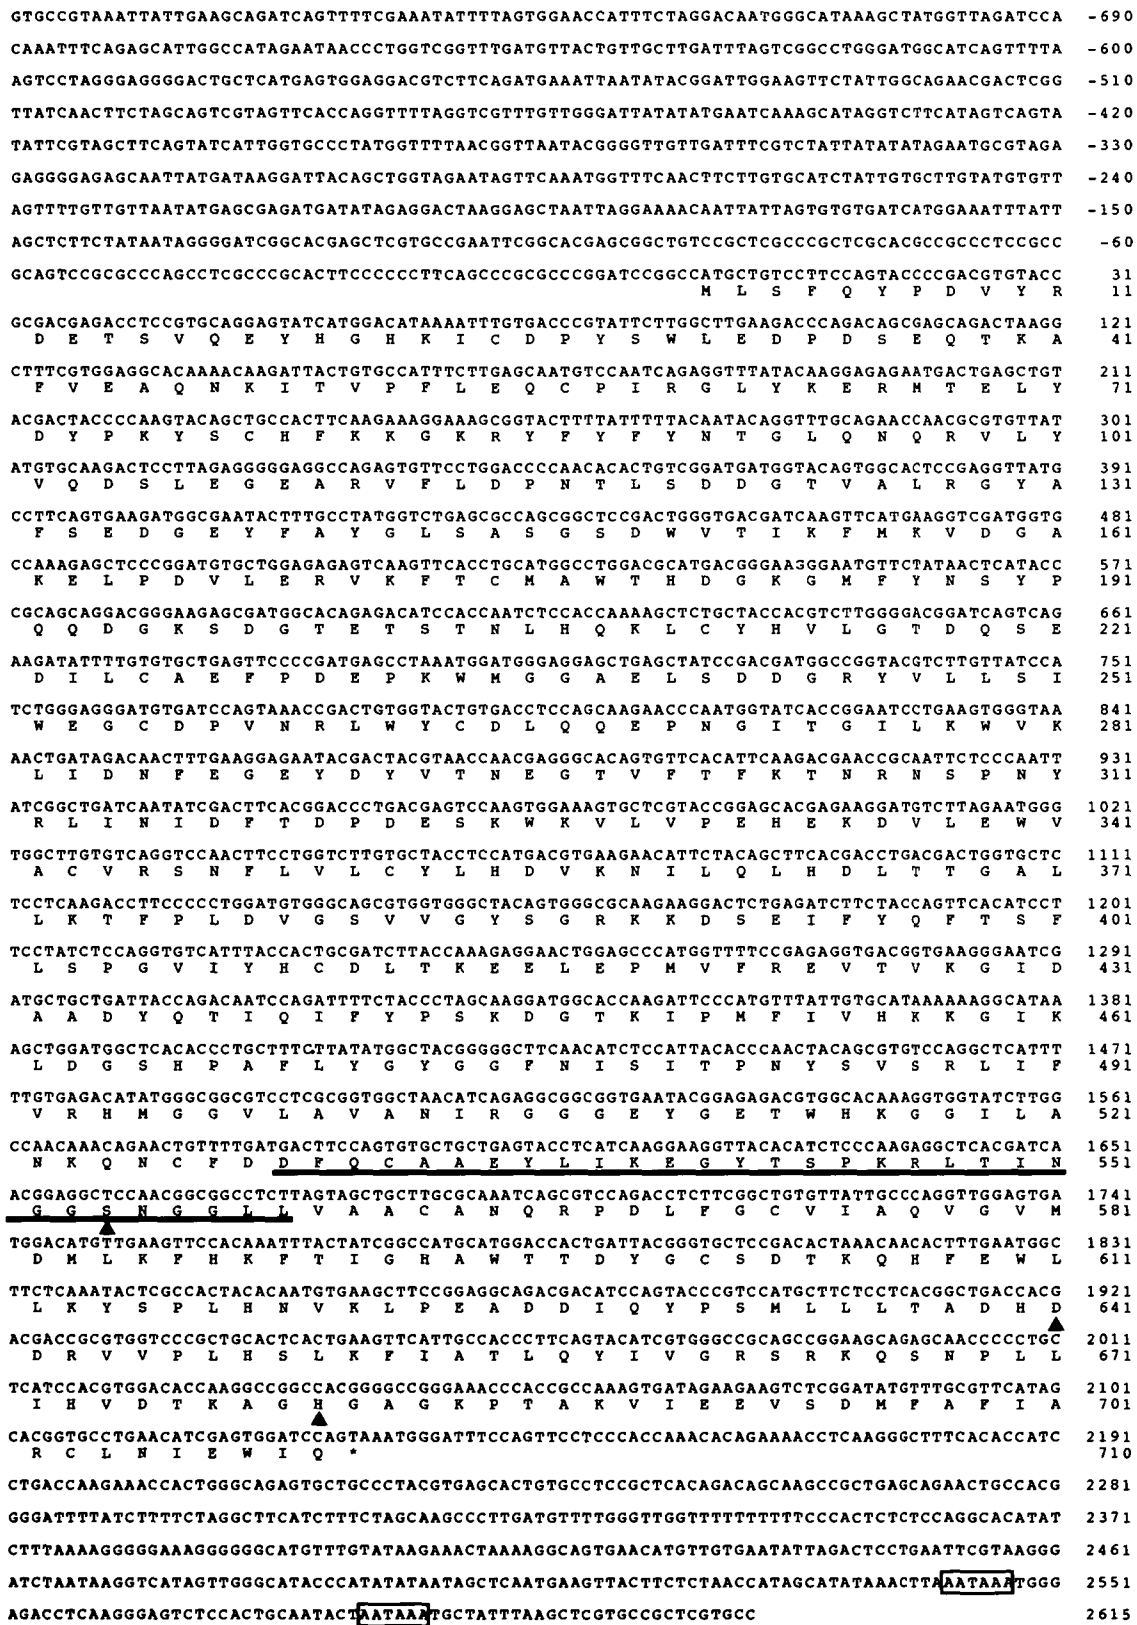 GTGCCGTAAATTATTGAAGCAGATCAGTTTTCGAAATATTTTAGTGGAACCATTTCTAGGACAATGGGCATAAAGCTATGGTTAGATCCA -690
CAAATTTCAGAGCATTGGCCATAGAATAACCCTGGTCGGTTTGATGTTACTGTTGCTTGATTTAGTCGGCCTGGGATGGCATCAGTTTTA -600
AGTCCTAGGGAGGGGACTGCTCATGAGTGGAGGACGTCTTCAGATGAAATTAATATACGGATTGGAAGTTCTATTGGCAGAACGACTCGG -510
TTATCAACTTCTAGCAGTCGTAGTTCACCAGGTTTTAGGTCGTTTGTTGGGATTATATATGAATCAAAGCATAGGTCTTCATAGTCAGTA -420
TATTCGTAGCTTCAGTATCATTGGTGCCCTATGGTTTTAACGGTTAATACGGGGTTGTTGATTTCGTCTATTATATATAGAATGCGTAGA -330
GAGGGGAGAGCAATTATGATAAGGATTACAGCTGGTAGAATAGTTCAAATGGTTTCAACTTCTTGTGCATCTATTGTGCTTGTATGTGTT -240
AGTTTTGTTGTTAATATGAGCGAGATGATATAGAGGACTAAGGAGCTAATTAGGAAAACAATTATTAGTGTGTGATCATGGAAATTTATT -150
AGCTCTTCTATAATAGGGGATCGGCACGAGCTCGTGCCGAATTCGGCACGAGCGGCTGTCCGCTCGCCCGCTCGCACGCCGCCCTCCGCC -60
GCAGTCCGCGCCCAGCCTCGCCCGCACTTCCCCCCTTCAGCCCGCGCCCGGATCCGGCCATGCTGTCCTTCCAGTACCCCGACGTGTACC 31
M L S F Q Y P D V Y R 11
GCGACGAGACCTCCGTGCAGGAGTATCATGGACATAAAATTTGTGACCCGTATTCTTGGCTTGAAGACCCAGACAGCGAGCAGACTAAGG 121
D E T S V Q E Y H G H K I C D P Y S W L E D P D S E Q T K A 41
CTTTCGTGGAGGCACAAAACAAGATTACTGTGCCATTTCTTGAGCAATGTCCAATCAGAGGTTTATACAAGGAGAGAATGACTGAGCTGT 211
F V E A Q N K I T V P F L E Q C P I R G L Y K E R M T E L Y 71
ACGACTACCCCAAGTACAGCTGCCACTTCAAGAAAGGAAAGCGGTACTTTTATTTTTACAATACAGGTTTGCAGAACCAACGCGTGTTAT 301
D Y P K Y S C H F K K G K R Y F Y F Y N T G L Q N Q R V L Y 101
ATGTGCAAGACTCCTTAGAGGGGGAGGCCAGAGTGTTCCTGGACCCCAACACACTGTCGGATGATGGTACAGTGGCACTCCGAGGTTATG 391
V Q D S L E G E A R V F L D P N T L S D D G T V A L R G Y A 131
CCTTCAGTGAAGATGGCGAATACTTTGCCTATGGTCTGAGCGCCAGCGGCTCCGACTGGGTGACGATCAAGTTCATGAAGGTCGATGGTG 481
F S E D G E Y F A Y G L S A S G S D W V T I K F M K V D G A 161
CCAAAGAGCTCCCGGATGTGCTGGAGAGAGTCAAGTTCACCTGCATGGCCTGGACGCATGACGGGAAGGGAATGTTCTATAACTCATACC 571
K E L P D V L E R V K F T C M A W T H D G K G M F Y N S Y P 191
CGCAGCAGGACGGGAAGAGCGATGGCACAGAGACATCCACCAATCTCCACCAAAAGCTCTGCTACCACGTCTTGGGGACGGATCAGTCAG 661
Q Q D G K S D G T E T S T N L H Q K L C Y H V L G T D Q S E 221
AAGATATTTTGTGTGCTGAGTTCCCCGATGAGCCTAAATGGATGGGAGGAGCTGAGCTATCCGACGATGGCCGGTACGTCTTGTTATCCA 751
D I L C A E F P D E P K W M G G A E L S D D G R Y V L L S I 251
TCTGGGAGGGATGTGATCCAGTAAACCGACTGTGGTACTGTGACCTCCAGCAAGAACCCAATGGTATCACCGGAATCCTGAAGTGGGTAA 841
W E G C D P V N R L W Y C D L Q Q E P N G I T G I L K W V K 281
AACTGATAGACAACTTTGAAGGAGAATACGACTACGTAACCAACGAGGGCACAGTGTTCACATTCAAGACGAACCGCAATTCTCCCAATT 931
L I D N F E G E Y D Y V T N E G T V F T F K T N R N S P N Y 311
ATCGGCTGATCAATATCGACTTCACGGACCCTGACGAGTCCAAGTGGAAAGTGCTCGTACCGGAGCACGAGAAGGATGTCTTAGAATGGG 1021
R L I N I D F T D P D E S K W K V L V P E H E K D V L E W V 341
TGGCTTGTGTCAGGTCCAACTTCCTGGTCTTGTGCTACCTCCATGACGTGAAGAACATTCTACAGCTTCACGACCTGACGACTGGTGCTC 1111
A C V R S N F L V L C Y L H D V K N I L Q L H D L T T G A L 371
TCCTCAAGACCTTCCCCCTGGATGTGGGCAGCGTGGTGGGCTACAGTGGGCGCAAGAAGGACTCTGAGATCTTCTACCAGTTCACATCCT 1201
L K T F P L D V G S V V G Y S G R K K D S E I F Y Q F T S F 401
TCCTATCTCCAGGTGTCATTTACCACTGCGATCTTACCAAAGAGGAACTGGAGCCCATGGTTTTCCGAGAGGTGACGGTGAAGGGAATCG 1291
L S P G V I Y H C D L T K E E L E P M V F R E V T V K G I D 431
ATGCTGCTGATTACCAGACAATCCAGATTTTCTACCCTAGCAAGGATGGCACCAAGATTCCCATGTTTATTGTGCATAAAAAAGGCATAA 1381
A A D Y Q T I Q I F Y P S K D G T K I P M F I V H K K G I K 461
AGCTGGATGGCTCACACCCTGCTTTCTTATATGGCTACGGGGGCTTCAACATCTCCATTACACCCAACTACAGCGTGTCCAGGCTCATTT 1471
L D G S H P A F L Y G Y G G F N I S I T P N Y S V S R L I F 491
TTGTGAGACATATGGGCGGCGTCCTCGCGGTGGCTAACATCAGAGGCGGCGGTGAATACGGAGAGACGTGGCACAAAGGTGGTATCTTGG 1561
V R H M G G V L A V A N I R G G G E Y G E T W H K G G I L A 521
CCAACAAACAGAACTGTTTTGATGACTTCCAGTGTGCTGCTGAGTACCTCATCAAGGAAGGTTACACATCTCCCAAGAGGCTCACGATCA 1651
N K Q N C F D D F Q C A A E Y L I K E G Y T S P K R L T I N 551
ACGGAGGCTCCAACGGCGGCCTCTTAGTAGCTGCTTGCGCAAATCAGCGTCCAGACCTCTTCGGCTGTGTTATTGCCCAGGTTGGAGTGA 1741
G G S N G G L L V A A C A N Q R P D L F G C V I A Q V G V M 581
TGGACATGTTGAAGTTCCACAAATTTACTATCGGCCATGCATGGACCACTGATTACGGGTGCTCCGACACTAAACAACACTTTGAATGGC 1831
D M L K F H K F T I G H A W T T D Y G C S D T K Q H F E W L 611
TTCTCAAATACTCGCCACTACACAATGTGAAGCTTCCGGAGGCAGACGACATCCAGTACCCGTCCATGCTTCTCCTCACGGCTGACCACG 1921
L K Y S P L H N V K L P E A D D I Q Y P S M L L L T A D H D 641
ACGACCGCGTGGTCCCGCTGCACTCACTGAAGTTCATTGCCACCCTTCAGTACATCGTGGGCCGCAGCCGGAAGCAGAGCAACCCCCTGC 2011
D R V V P L H S L K F I A T L Q Y I V G R S R K Q S N P L L 671
TCATCCACGTGGACACCAAGGCCGGCCACGGGGCCGGGAAACCCACCGCCAAAGTGATAGAAGAAGTCTCGGATATGTTTGCGTTCATAG 2101
I H V D T K A G H G A G K P T A K V I E E V S D M F A F I A 701
CACGGTGCCTGAACATCGAGTGGATCCAGTAAATGGGATTTCCAGTTCCTCCCACCAAACACAGAAAACCTCAAGGGCTTTCACACCATC 2191
R C L N I E W I Q * 710
CTGACCAAGAAACCACTGGGCAGAGTGCTGCCCTACGTGAGCACTGTGCCTCCGCTCACAGACAGCAAGCCGCTGAGCAGAACTGCCACG 2281
GGGATTTTATCTTTTCTAGGCTTCATCTTTCTAGCAAGCCCTTGATGTTTTGGGTTGGTTTTTTTTTTTCCCACTCTCTCCAGGCACATAT 2371
CTTTAAAAGGGGGAAAGGGGGGCATGTTTGTATAAGAAACTAAAAGGCAGTGAACATGTTGTGAATATTAGACTCCTGAATTCGTAAGGG 2461
ATCTAATAAGGTCATAGTTGGGCATACCCATATATAATAGCTCAATGAAGTTACTTCTCTAACCATAGCATATAAACTTAAATAAATGGG 2551
AGACCTCAAGGGAGTCTCCACTGCAATACTAATAAATGCTATTTAAGCTCGTGCCGCTCGTGCC 2615